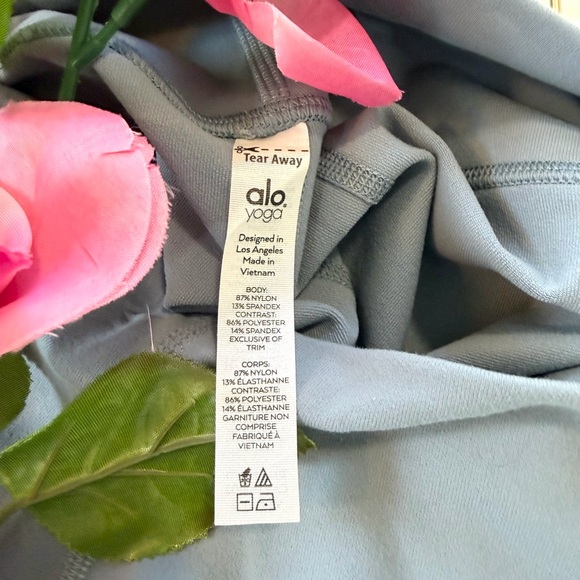 Tear Away
alo
yoga
Designed in
Los Angeles
Made in
Vietnam
BODY:
87% NYLON
13% SPANDEX
CONTRAST:
86% POLYESTER
14% SPANDEX
EXCLUSIVE OF
TRIM
CORPS:
87% NYLON
13% ÉLASTHANNE
CONTRASTE:
86% POLYESTER
14% ÉLASTHANNE
GARNITURE NON
COMPRISE
FABRIQUÉ À
VIETNAM